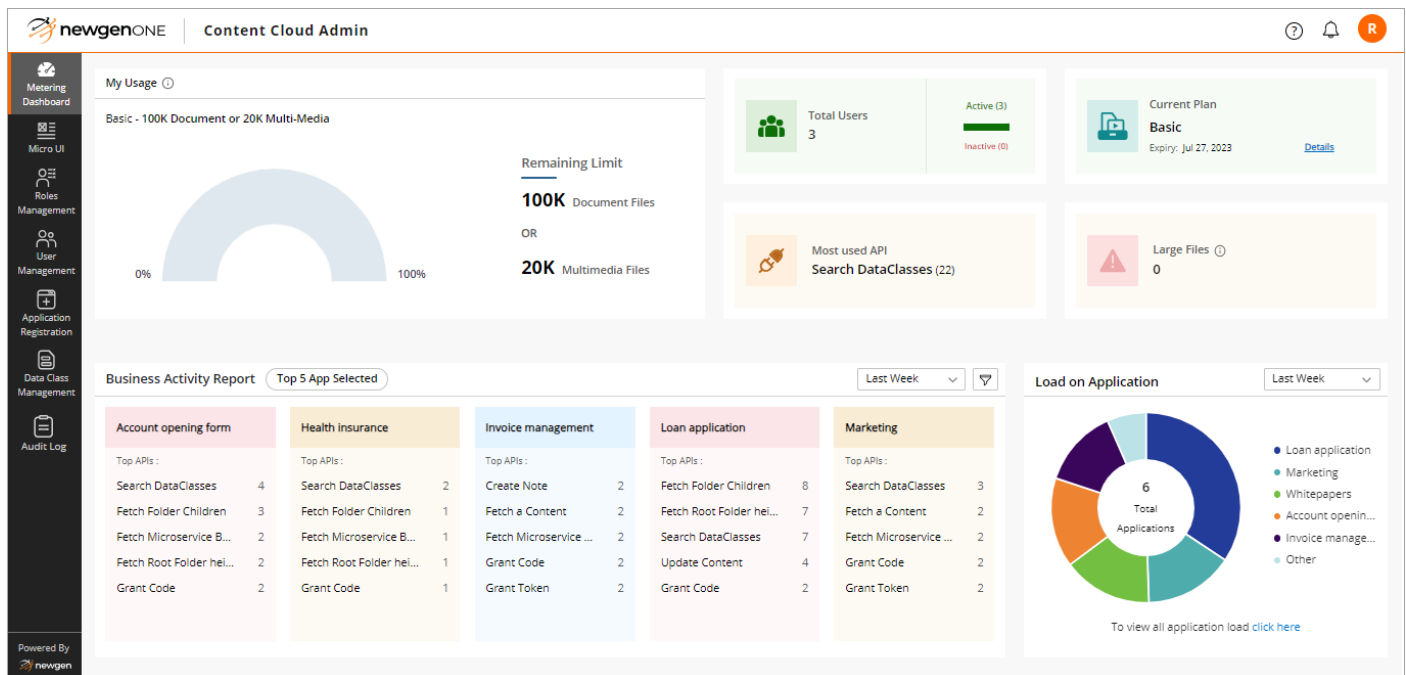 newgenONE
Content Cloud Admin
R
Metering
Dashboard
Micro UI
Roles
Management
User
Management
Application
Registration
Data Class
Management
Audit Log
Powered By
newgen
My Usage
Basic - 100K Document or 20K Multi-Media
0%
100%
Remaining Limit
100K Document Files
OR
20K Multimedia Files
Total Users
3
Active (3)
Inactive (0)
Current Plan
Basic
Expiry: Jul 27, 2023
Details
Most used API
Search DataClasses (22)
Large Files
0
Business Activity Report
Top 5 App Selected
Last Week
Account opening form
Top APIs :
Search DataClasses 4
Fetch Folder Children 3
Fetch Microservice B... 2
Fetch Root Folder hei... 2
Grant Code 2
Health insurance
Top APIs :
Search DataClasses 2
Fetch Folder Children 1
Fetch Microservice B... 1
Fetch Root Folder hei... 1
Grant Code 1
Invoice management
Top APIs :
Create Note 2
Fetch a Content 2
Fetch Microservice ... 2
Grant Code 2
Grant Token 2
Loan application
Top APIs :
Fetch Folder Children 8
Fetch Root Folder hei... 7
Search DataClasses 7
Update Content 4
Grant Code 2
Marketing
Top APIs :
Search DataClasses 3
Fetch a Content 2
Fetch Microservice ... 2
Grant Code 2
Grant Token 2
Load on Application
Last Week
6
Total
Applications
Loan application
Marketing
Whitepapers
Account openin...
Invoice manage...
Other
To view all application load click here